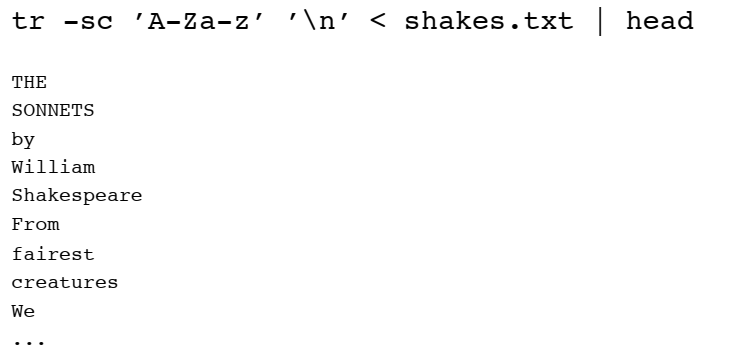 tr -sc ’A-Za-z’ ’\n’ < shakes.txt | head
THE
SONNETS
by
William
Shakespeare
From
fairest
creatures
We
...